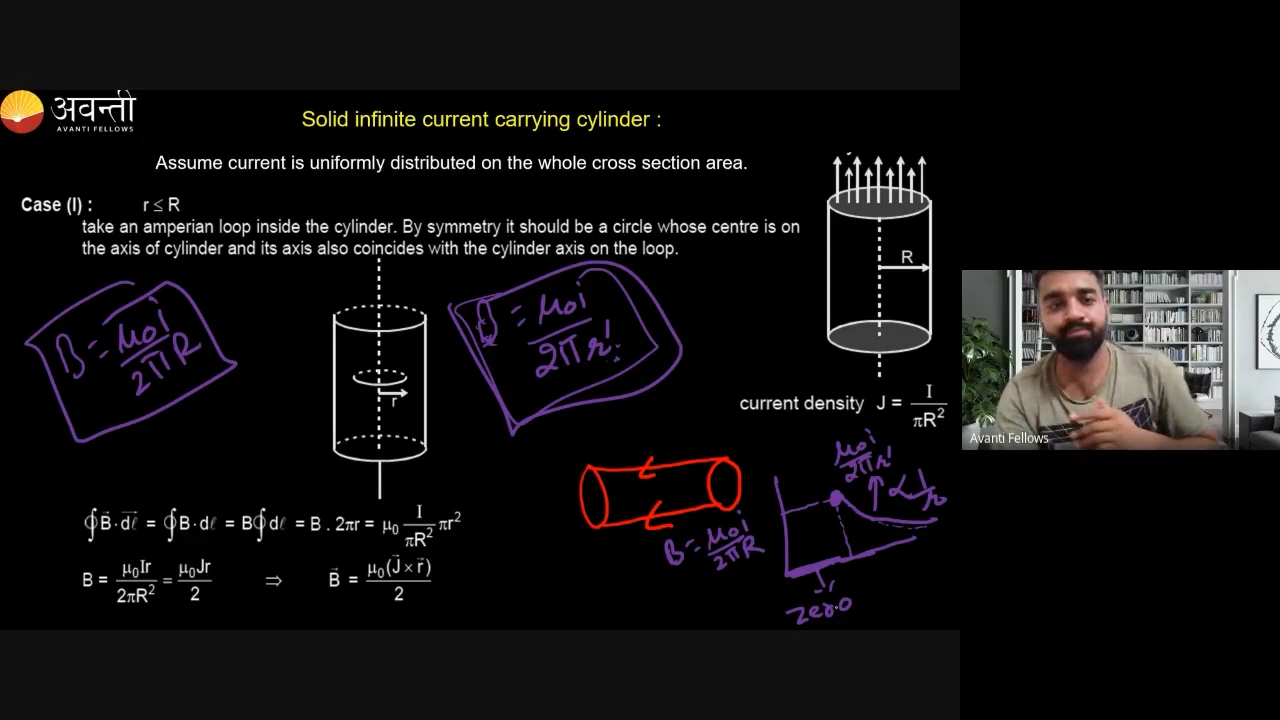 अवन्ती
AVANTI FELLOWS
Solid infinite current carrying cylinder :
Assume current is uniformly distributed on the whole cross section area.
Case (I) : r ≤ R
take an amperian loop inside the cylinder. By symmetry it should be a circle whose centre is on
the axis of cylinder and its axis also coincides with the cylinder axis on the loop.
R
B = μ₀i / 2πR
= μ₀i / 2πr
r
current density J = I / πR²
Avanti Fellows
μ₀i / 2πr
∝ 1/r
B = μ₀i / 2πR
zero
∮B⃗·dℓ⃗ = ∮B·dℓ = B∮dℓ = B . 2πr = μ₀ I/πR² πr²
B = μ₀Ir / 2πR² = μ₀Jr / 2 ⇒ B⃗ = μ₀(J⃗ × r⃗) / 2